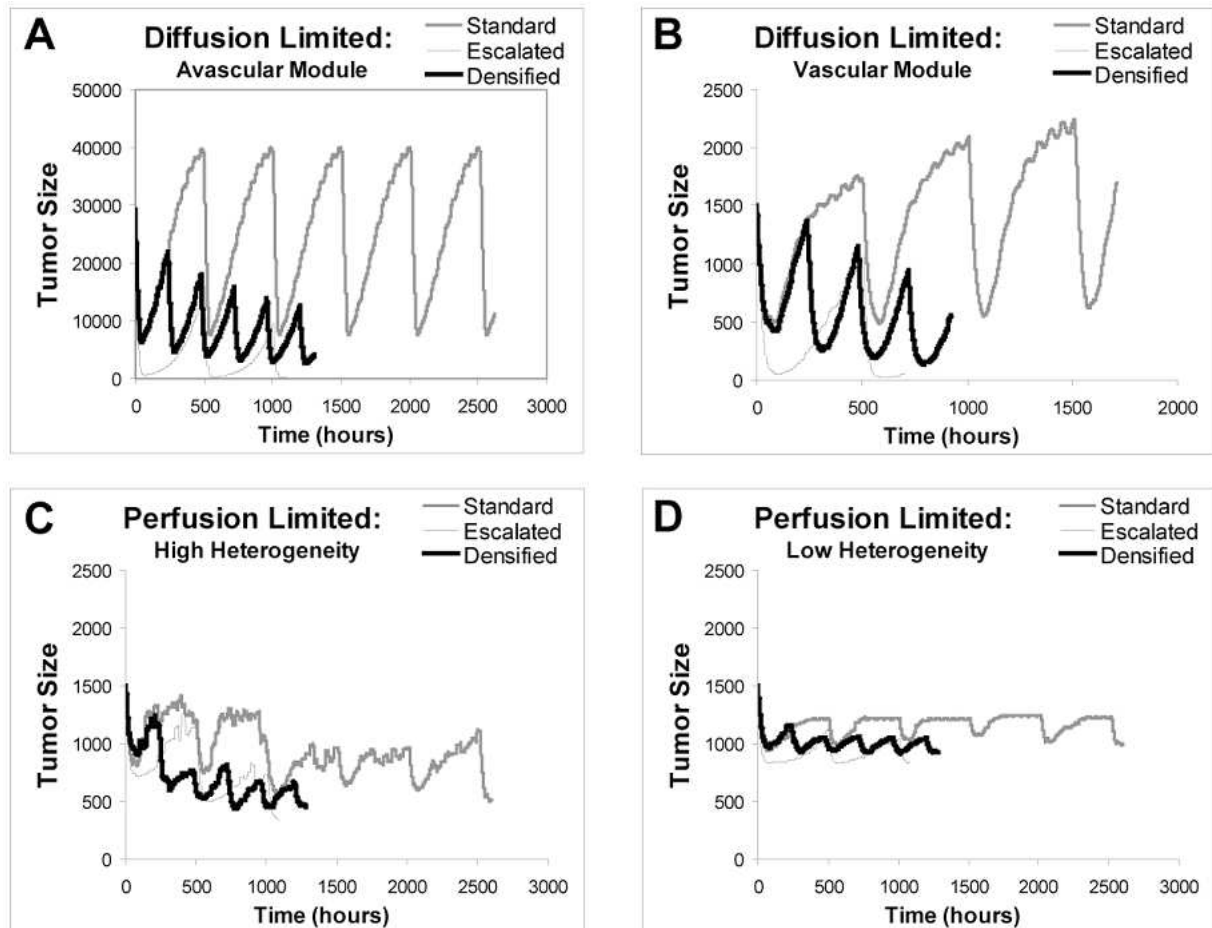 A
Diffusion Limited:
Avascular Module
Standard
Escalated
Densified
50000
40000
30000
20000
10000
0
Tumor Size
0 500 1000 1500 2000 2500 3000
Time (hours)
B
Diffusion Limited:
Vascular Module
Standard
Escalated
Densified
2500
2000
1500
1000
500
0
Tumor Size
0 500 1000 1500 2000
Time (hours)
C
Perfusion Limited:
High Heterogeneity
Standard
Escalated
Densified
2500
2000
1500
1000
500
0
Tumor Size
0 500 1000 1500 2000 2500 3000
Time (hours)
D
Perfusion Limited:
Low Heterogeneity
Standard
Escalated
Densified
2500
2000
1500
1000
500
0
Tumor Size
0 500 1000 1500 2000 2500 3000
Time (hours)